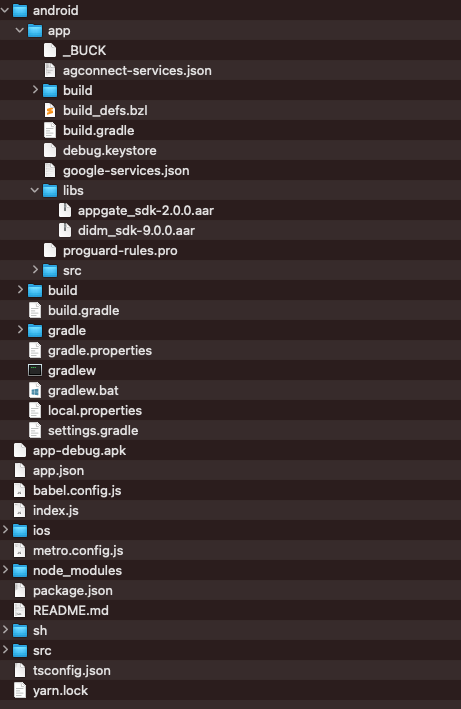 android
app
_BUCK
agconnect-services.json
build
build_defs.bzl
build.gradle
debug.keystore
google-services.json
libs
appgate_sdk-2.0.0.aar
didm_sdk-9.0.0.aar
proguard-rules.pro
src
build
build.gradle
gradle
gradle.properties
gradlew
gradlew.bat
local.properties
settings.gradle
app-debug.apk
app.json
babel.config.js
index.js
ios
metro.config.js
node_modules
package.json
README.md
sh
src
tsconfig.json
yarn.lock